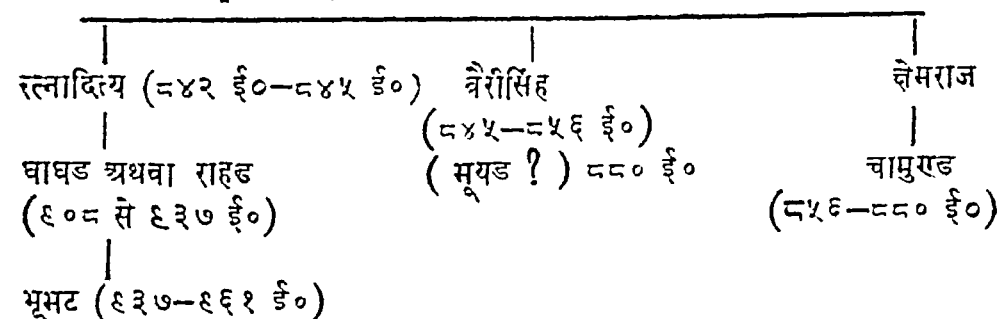 रत्नादित्य (८४२ ई०–८४५ ई०) वैरीसिंह क्षेमराज
(८४५–८५६ ई०)
घाघड अथवा राहड ( भूयड ? ) ८८० ई० चामुण्ड
(९०८ से ९३७ ई०) (८५६–८८० ई०)
भूभट (९३७–९६१ ई०)